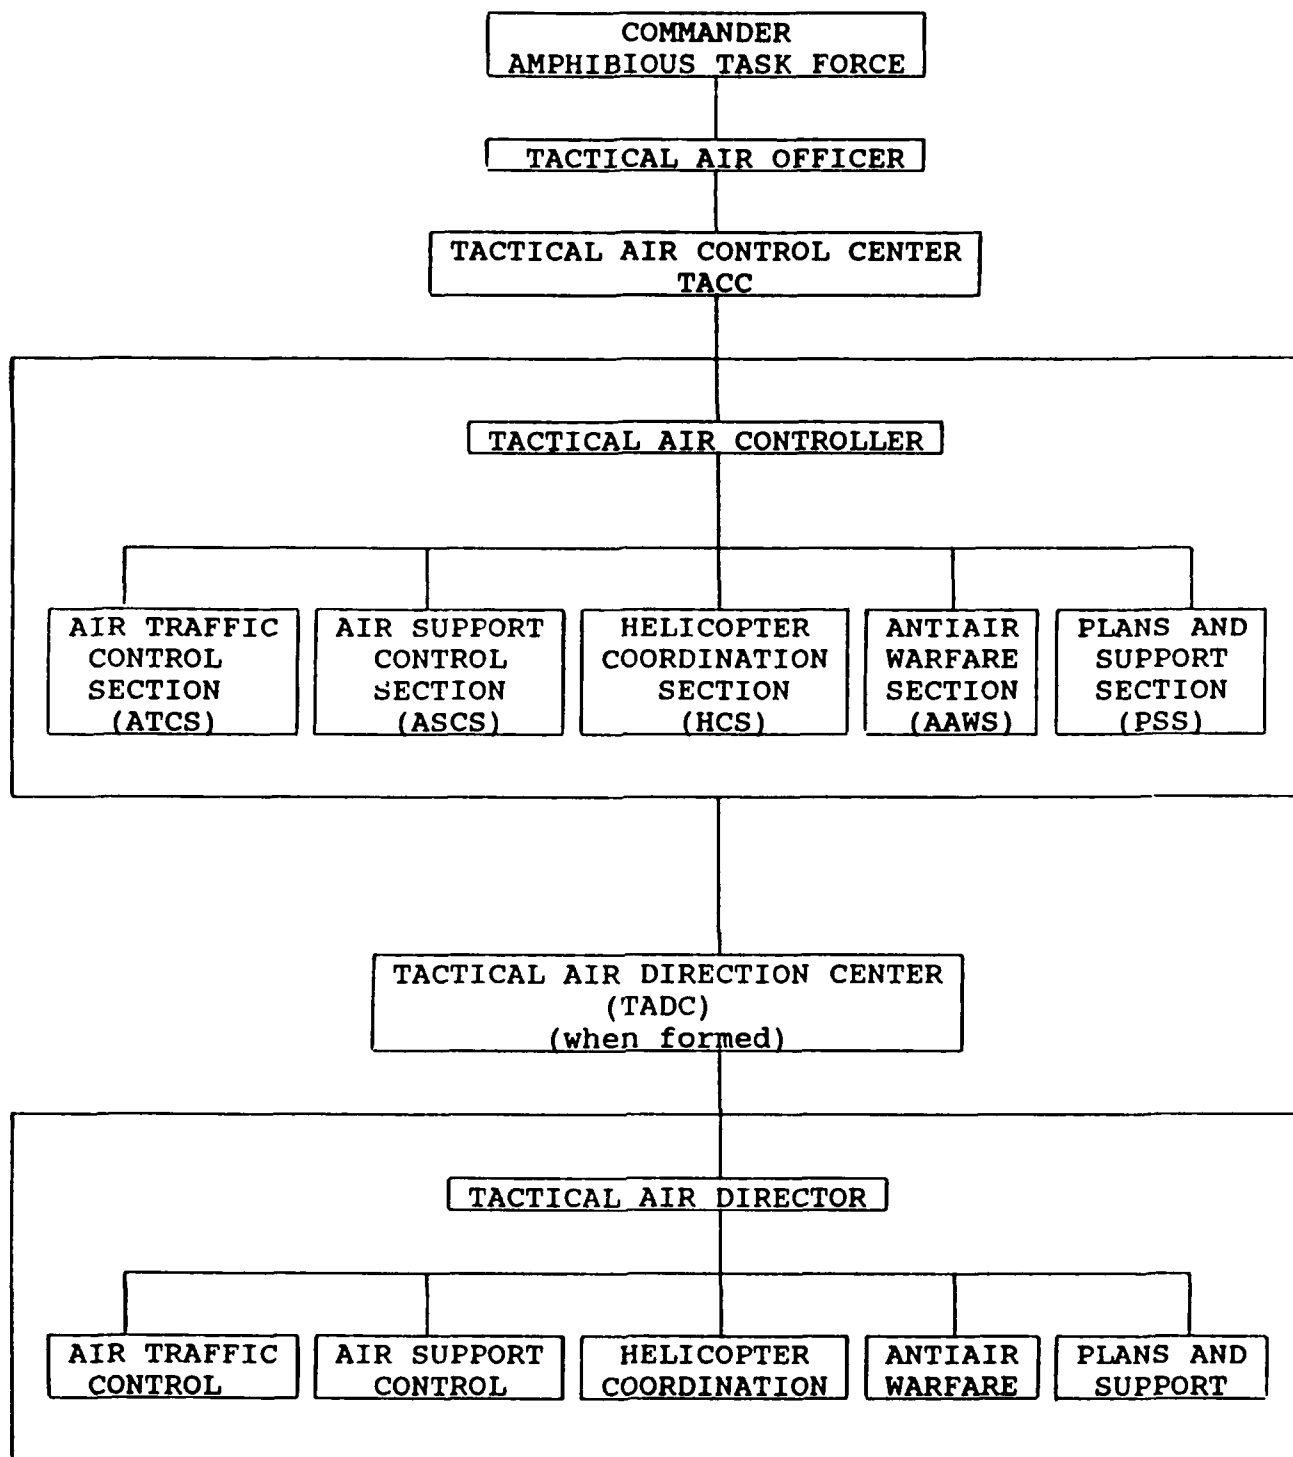 COMMANDER
AMPHIBIOUS TASK FORCE
TACTICAL AIR OFFICER
TACTICAL AIR CONTROL CENTER
TACC
TACTICAL AIR CONTROLLER
AIR TRAFFIC
CONTROL
SECTION
(ATCS)
AIR SUPPORT
CONTROL
SECTION
(ASCS)
HELICOPTER
COORDINATION
SECTION
(HCS)
ANTIAIR
WARFARE
SECTION
(AAWS)
PLANS AND
SUPPORT
SECTION
(PSS)
TACTICAL AIR DIRECTION CENTER
(TADC)
(when formed)
TACTICAL AIR DIRECTOR
AIR TRAFFIC
CONTROL
AIR SUPPORT
CONTROL
HELICOPTER
COORDINATION
ANTIAIR
WARFARE
PLANS AND
SUPPORT